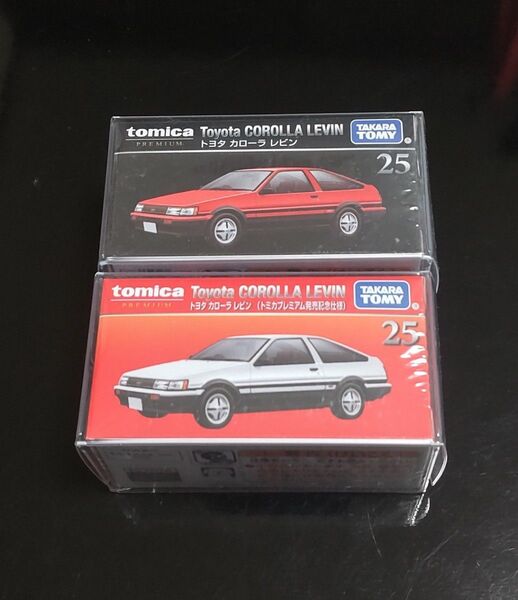 tomica Toyota COROLLA LEVIN TAKARA TOMY
PREMIUM トヨタ カローラ レビン
25
tomica Toyota COROLLA LEVIN TAKARA TOMY
PREMIUM トヨタ カローラ レビン (トミカプレミアム発売記念仕様)
25